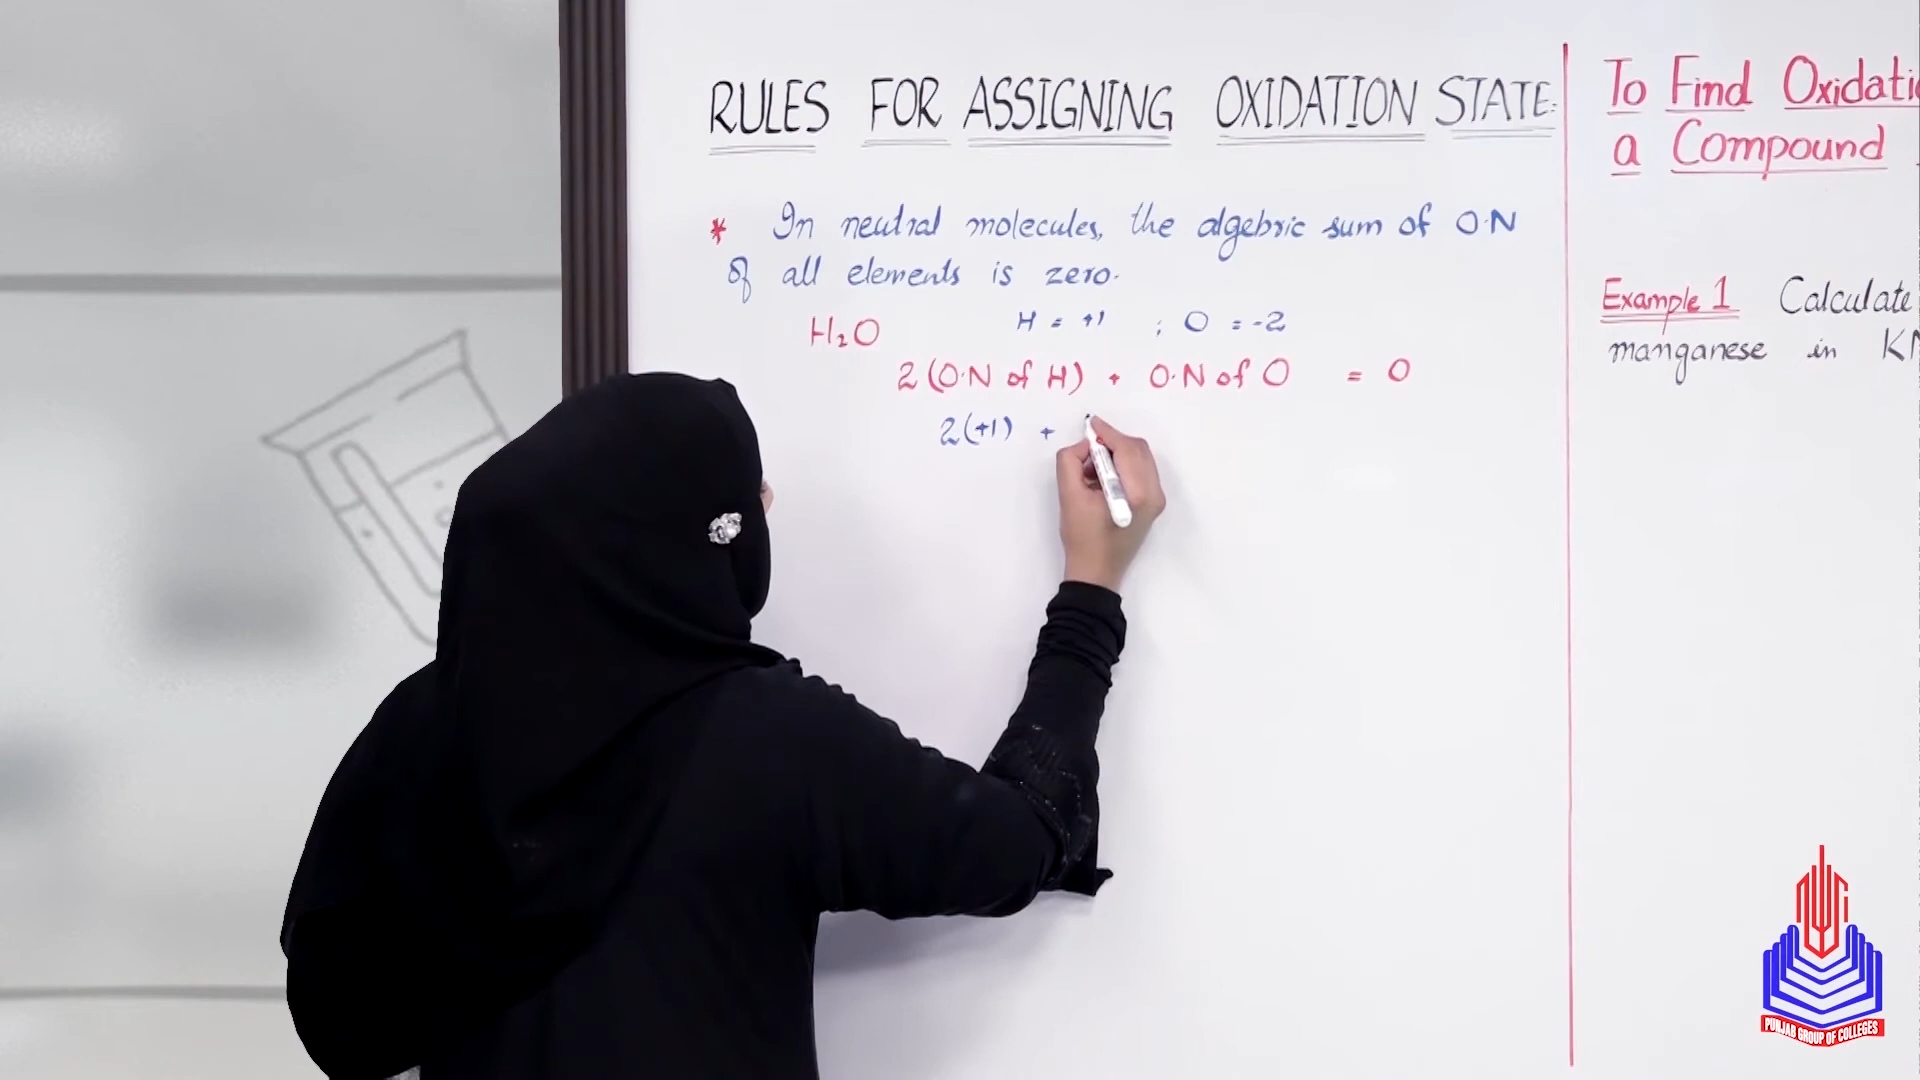 RULES FOR ASSIGNING OXIDATION STATE:
* In neutral molecules, the algebric sum of O.N
of all elements is zero.
H₂O H = +1 ; O = -2
2(O.N of H) + O.N of O = 0
2(+1) +
To Find Oxidati
a Compound
Example 1 Calculate
manganese in K
PUNJAB GROUP OF COLLEGES